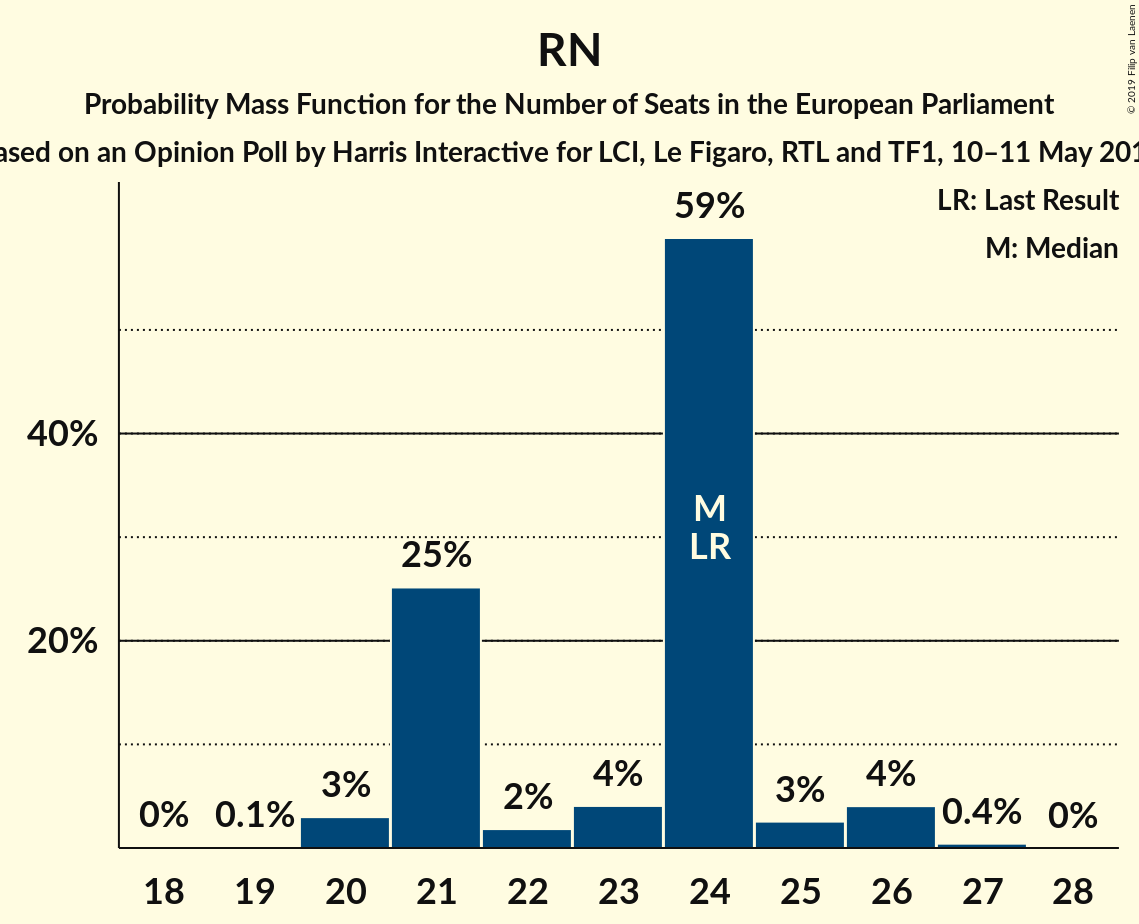 RN
Probability Mass Function for the Number of Seats in the European Parliament
ased on an Opinion Poll by Harris Interactive for LCI, Le Figaro, RTL and TF1, 10–11 May 201
© 2019 Filip van Laenen
LR: Last Result
M: Median
40%
20%
0%
0.1%
3%
25%
2%
4%
59%
M
LR
3%
4%
0.4%
0%
18 19 20 21 22 23 24 25 26 27 28